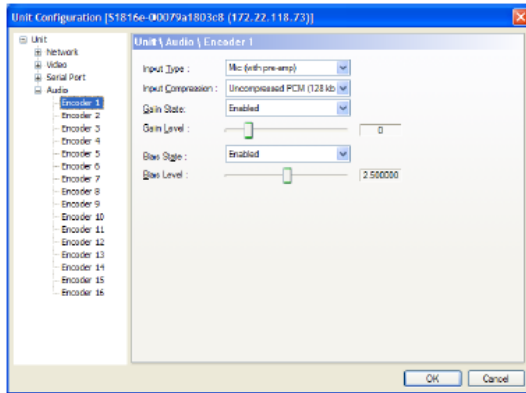 Unit Configuration [S1816e-00079a1803c8 (172.22.118.73)]
Unit
Network
Video
Serial Port
Audio
Encoder 1
Encoder 2
Encoder 3
Encoder 4
Encoder 5
Encoder 6
Encoder 7
Encoder 8
Encoder 9
Encoder 10
Encoder 11
Encoder 12
Encoder 13
Encoder 14
Encoder 15
Encoder 16
Unit \ Audio \ Encoder 1
Input Type : Mic (with pre-amp)
Input Compression : Uncompressed PCM (128 kb
Gain State: Enabled
Gain Level : 0
Bias State : Enabled
Bias Level : 2.500000
OK Cancel